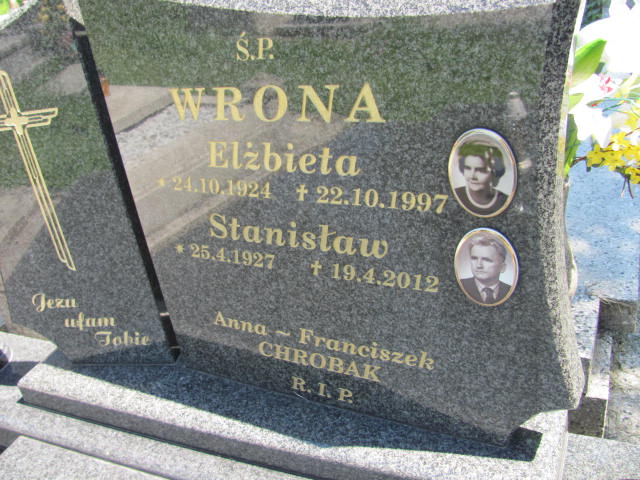 Ś.P.
WRONA
Elżbieta
* 24.10.1924 ✝ 22.10.1997
Stanisław
* 25.4.1927 ✝ 19.4.2012
Anna ~ Franciszek
CHROBAK
R.I.P.
Jezu
ufam
Tobie